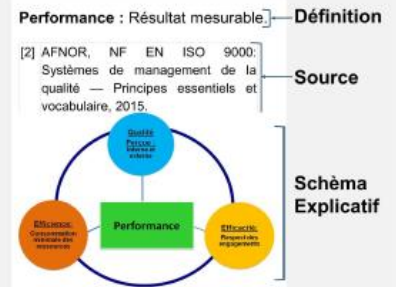 Performance : Résultat mesurable.
Définition
[2] AFNOR, NF EN ISO 9000:
Systèmes de management de la
qualité — Principes essentiels et
vocabulaire, 2015.
Source
Qualité
Perçue :
Interne et
externe
Efficience:
Consommation
minimale des
ressources
Performance
Efficacité:
Respect des
engagements
Schèma
Explicatif